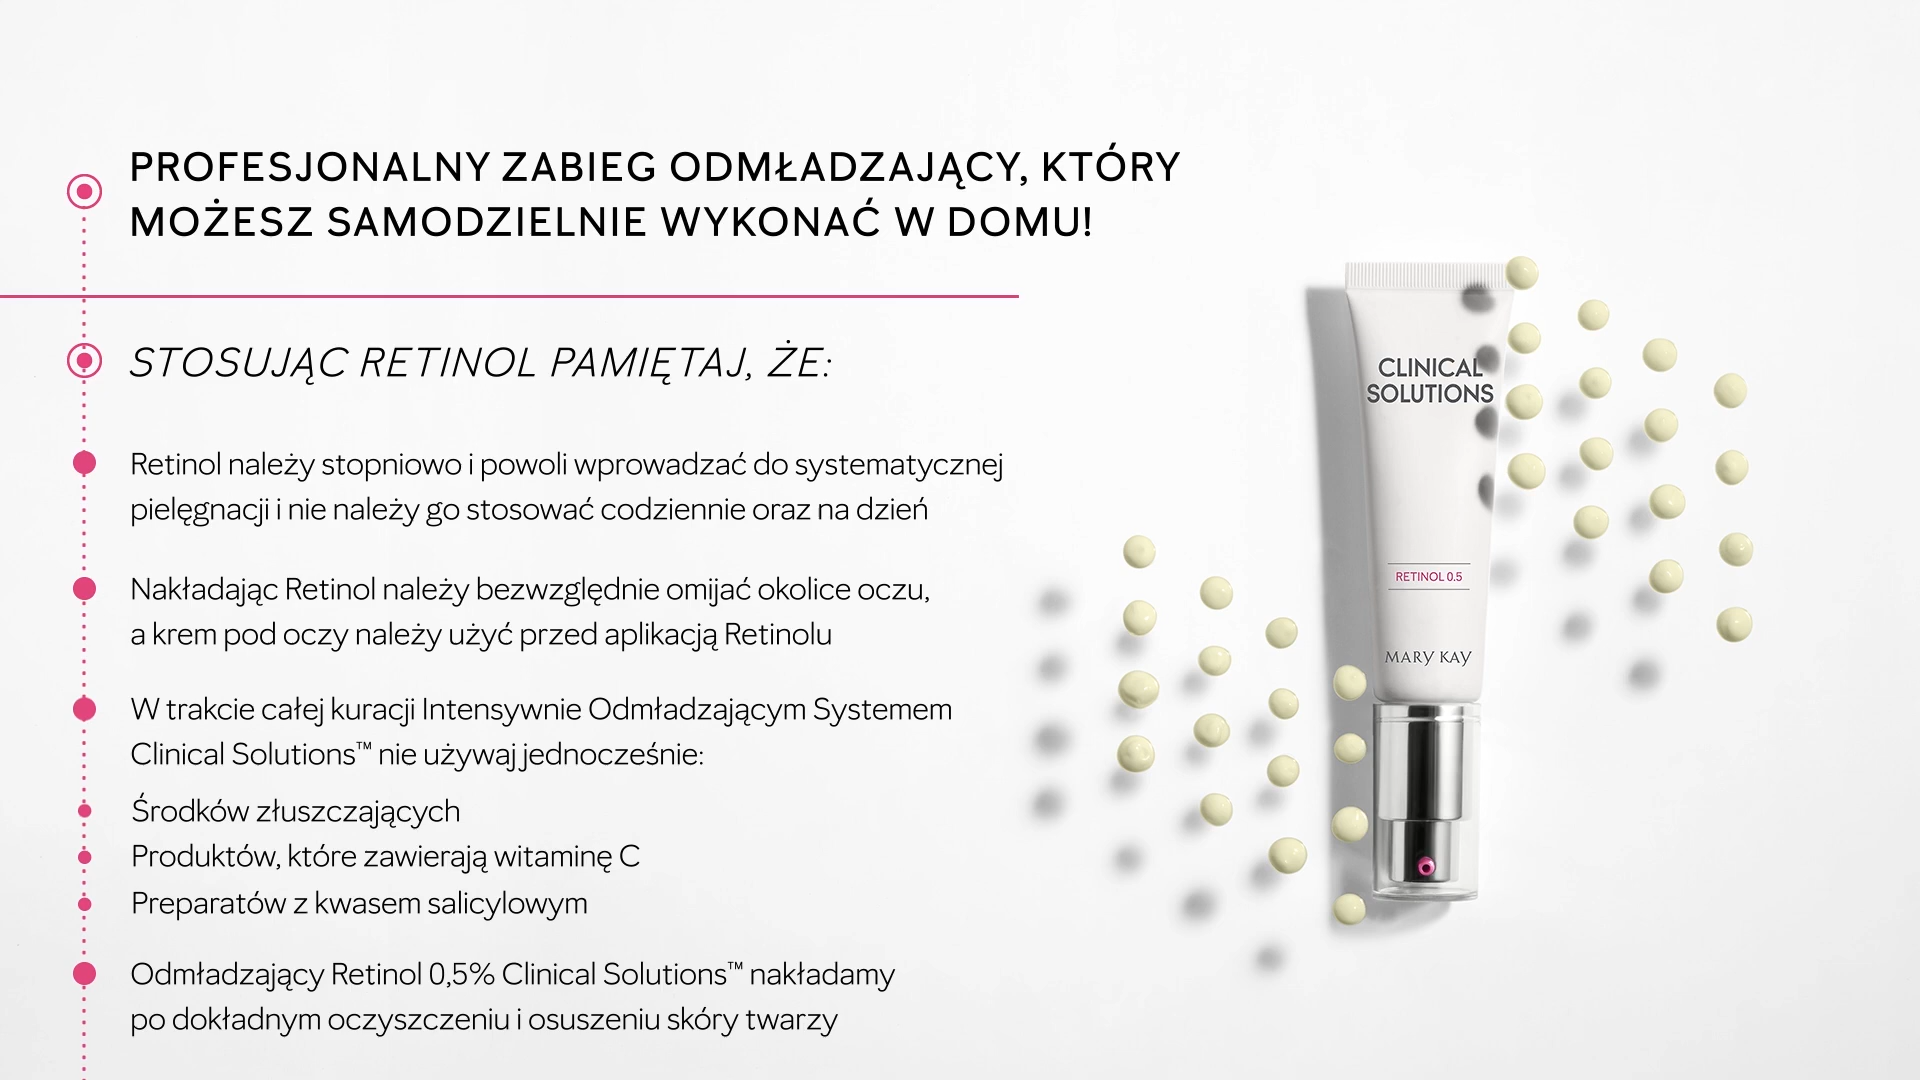 PROFESJONALNY ZABIEG ODMŁADZAJĄCY, KTÓRY
MOŻESZ SAMODZIELNIE WYKONAĆ W DOMU!
STOSUJĄC RETINOL PAMIĘTAJ, ŻE:
Retinol należy stopniowo i powoli wprowadzać do systematycznej
pielęgnacji i nie należy go stosować codziennie oraz na dzień
Nakładając Retinol należy bezwzględnie omijać okolice oczu,
a krem pod oczy należy użyć przed aplikacją Retinolu
W trakcie całej kuracji Intensywnie Odmładzającym Systemem
Clinical Solutions™ nie używaj jednocześnie:
Środków złuszczających
Produktów, które zawierają witaminę C
Preparatów z kwasem salicylowym
Odmładzający Retinol 0,5% Clinical Solutions™ nakładamy
po dokładnym oczyszczeniu i osuszeniu skóry twarzy
CLINICAL
SOLUTIONS
RETINOL 0.5
MARY KAY